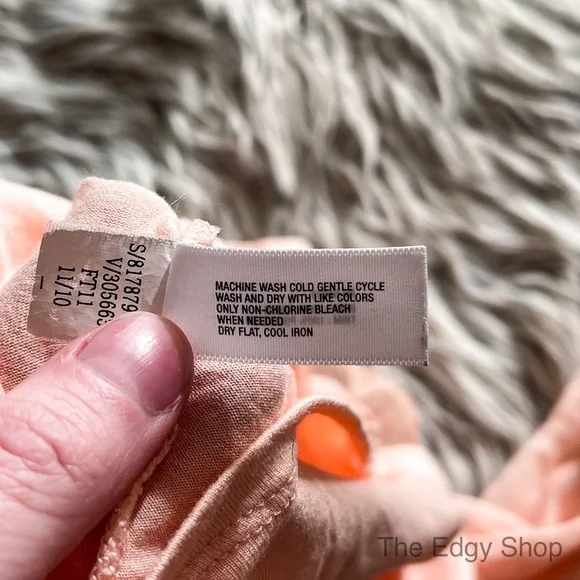 S/817879
V/305663
FT11
11/10
MACHINE WASH COLD GENTLE CYCLE
WASH AND DRY WITH LIKE COLORS
ONLY NON-CHLORINE BLEACH
WHEN NEEDED
DRY FLAT, COOL IRON
The Edgy Shop